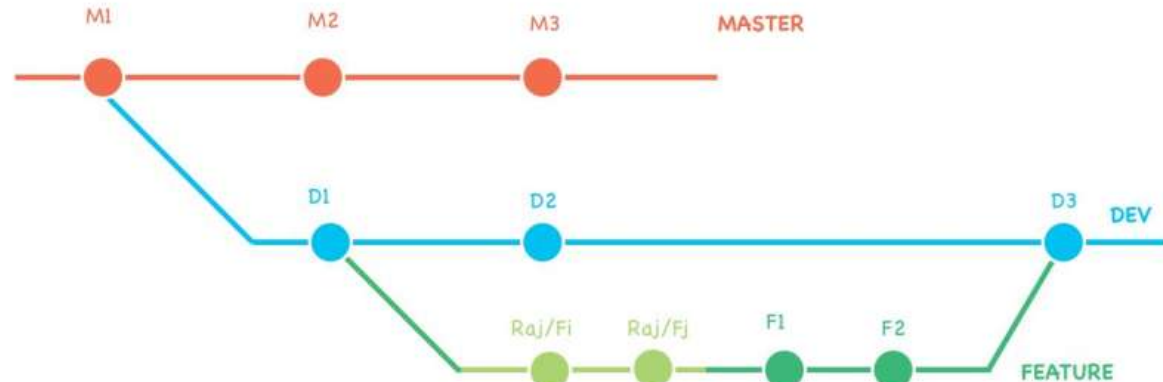 M1
M2
M3
MASTER
D1
D2
D3
DEV
Raj/Fi
Raj/Fj
F1
F2
FEATURE